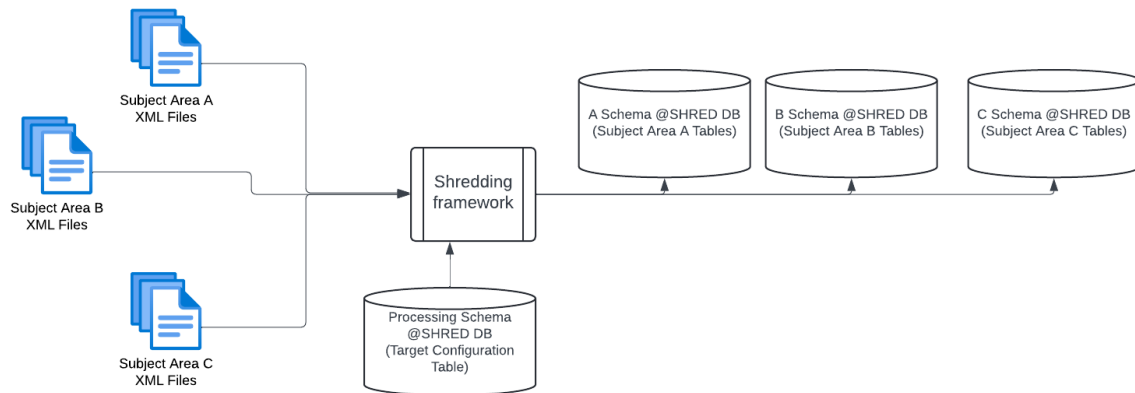 Subject Area A
XML Files
Subject Area B
XML Files
Subject Area C
XML Files
Shredding
framework
Processing Schema
@SHRED DB
(Target Configuration
Table)
A Schema @SHRED DB
(Subject Area A Tables)
B Schema @SHRED DB
(Subject Area B Tables)
C Schema @SHRED DB
(Subject Area C Tables)